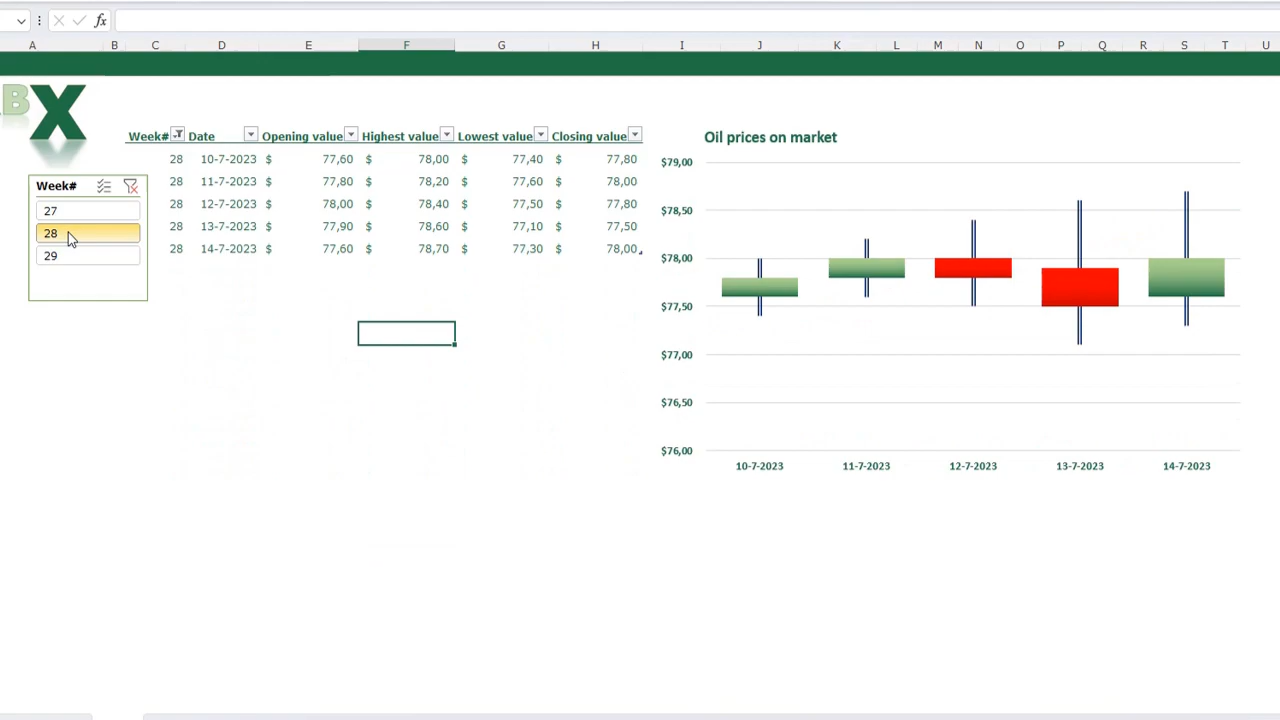 fx
A B C D E F G H I J K L M N O P Q R S T U
B X
Week# Date Opening value Highest value Lowest value Closing value
28 10-7-2023 $ 77,60 $ 78,00 $ 77,40 $ 77,80
28 11-7-2023 $ 77,80 $ 78,20 $ 77,60 $ 78,00
28 12-7-2023 $ 78,00 $ 78,40 $ 77,50 $ 77,80
28 13-7-2023 $ 77,90 $ 78,60 $ 77,10 $ 77,50
28 14-7-2023 $ 77,60 $ 78,70 $ 77,30 $ 78,00
Week#
27
28
29
Oil prices on market
$79,00
$78,50
$78,00
$77,50
$77,00
$76,50
$76,00
10-7-2023 11-7-2023 12-7-2023 13-7-2023 14-7-2023